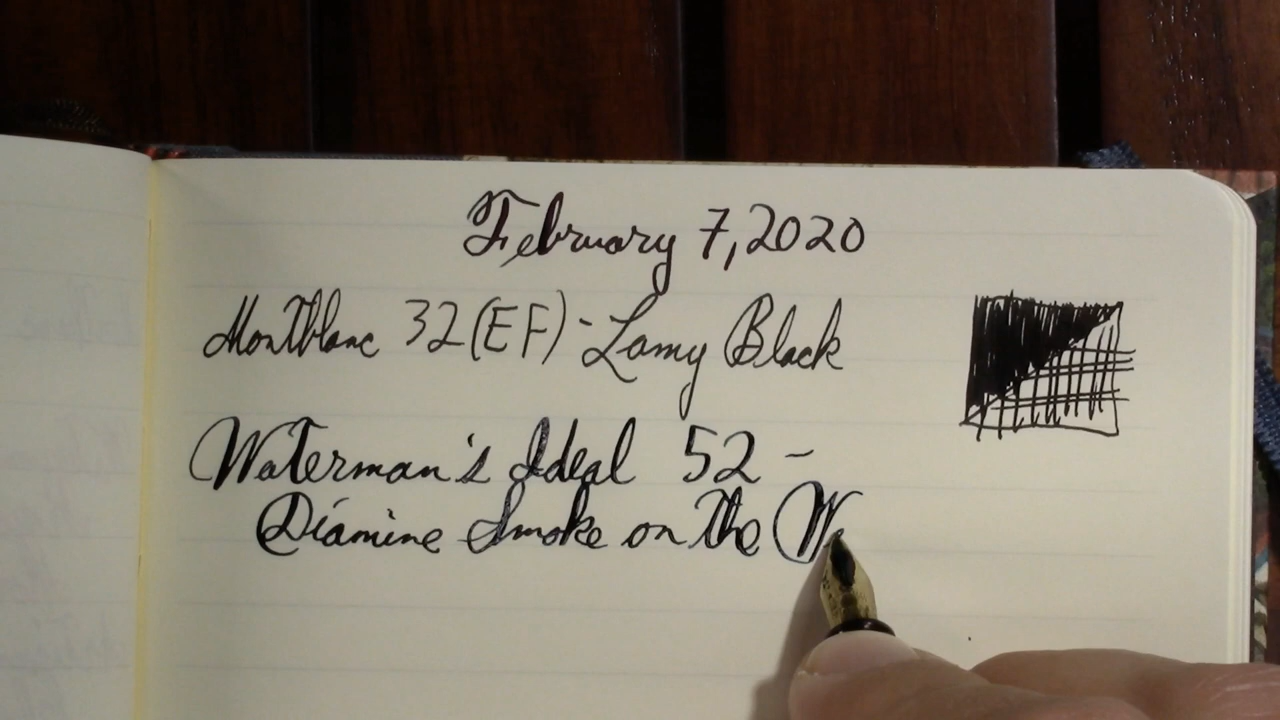 February 7, 2020
Montblanc 32 (EF) - Lamy Black
Waterman's Ideal 52 -
Diamine Smoke on the